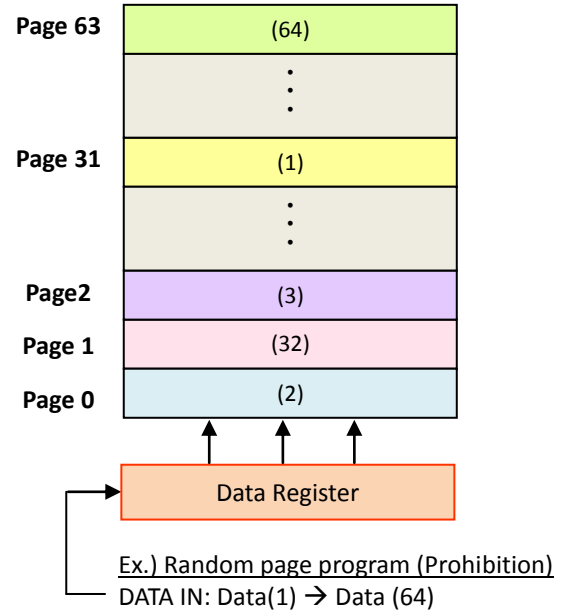 Page 63 (64)
Page 31 (1)
Page2 (3)
Page 1 (32)
Page 0 (2)
Data Register
Ex.) Random page program (Prohibition)
DATA IN: Data(1) → Data (64)